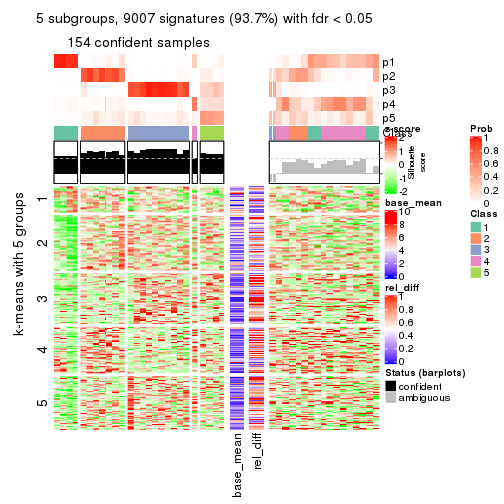 5 subgroups, 9007 signatures (93.7%) with fdr < 0.05
154 confident samples
p1
p2
p3
p4
p5
Class
Silhouette
score
1
2
3
4
5
k-means with 5 groups
base_mean
rel_diff
z-score
2
1
0
-1
-2
base_mean
10
8
6
4
2
0
rel_diff
1
0.8
0.6
0.4
0.2
0
Status (barplots)
confident
ambiguous
Prob
1
0.8
0.6
0.4
0.2
0
Class
1
2
3
4
5